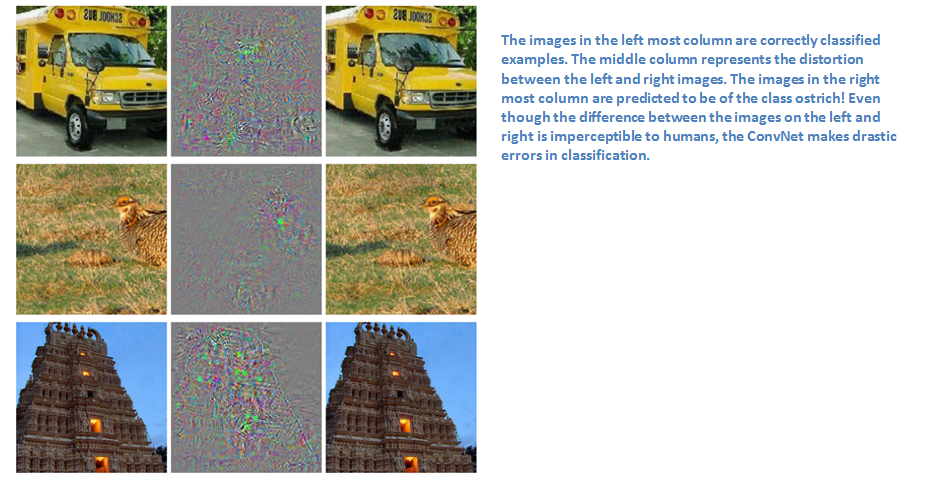 SCHOOL BUS
SCHOOL BUS
The images in the left most column are correctly classified
examples. The middle column represents the distortion
between the left and right images. The images in the right
most column are predicted to be of the class ostrich! Even
though the difference between the images on the left and
right is imperceptible to humans, the ConvNet makes drastic
errors in classification.